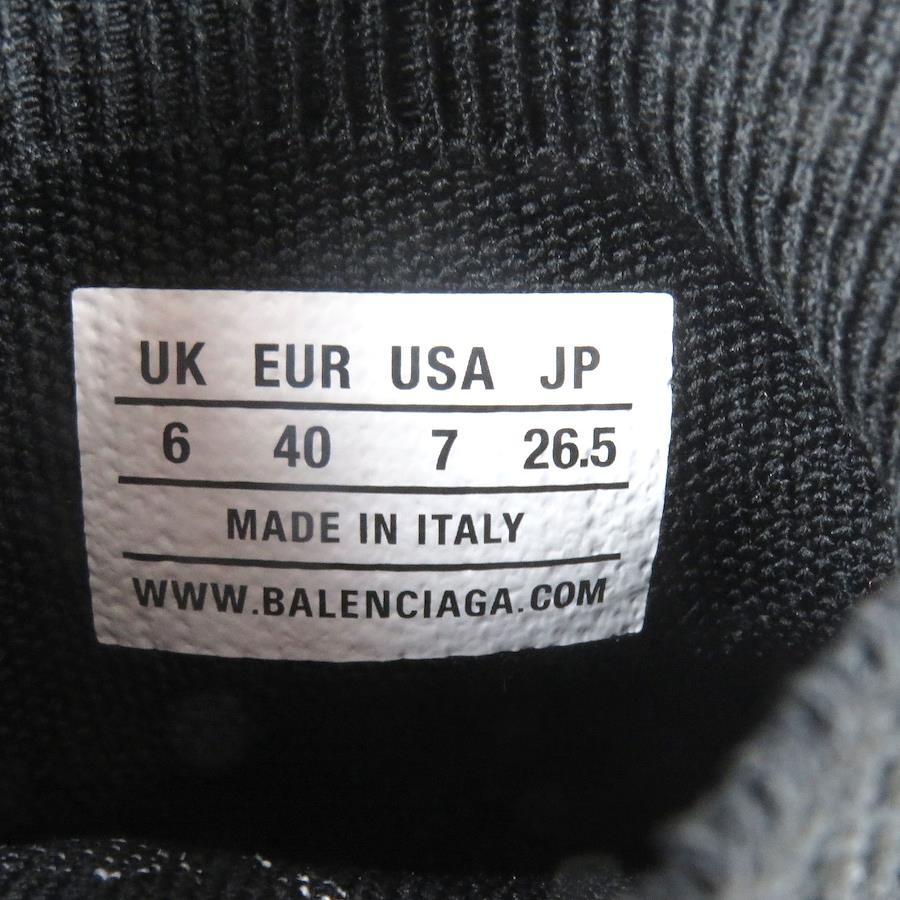 UK EUR USA JP
6 40 7 26.5
MADE IN ITALY
WWW.BALENCIAGA.COM